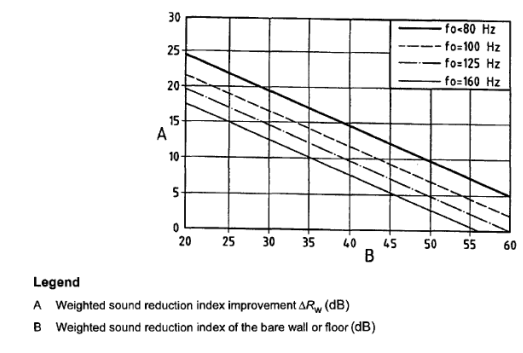 30
25
20
15
10
5
0
A
fo<80 Hz
fo=100 Hz
fo=125 Hz
fo=160 Hz
20 25 30 35 40 45 50 55 60
B
Legend
A Weighted sound reduction index improvement ΔRw (dB)
B Weighted sound reduction index of the bare wall or floor (dB)